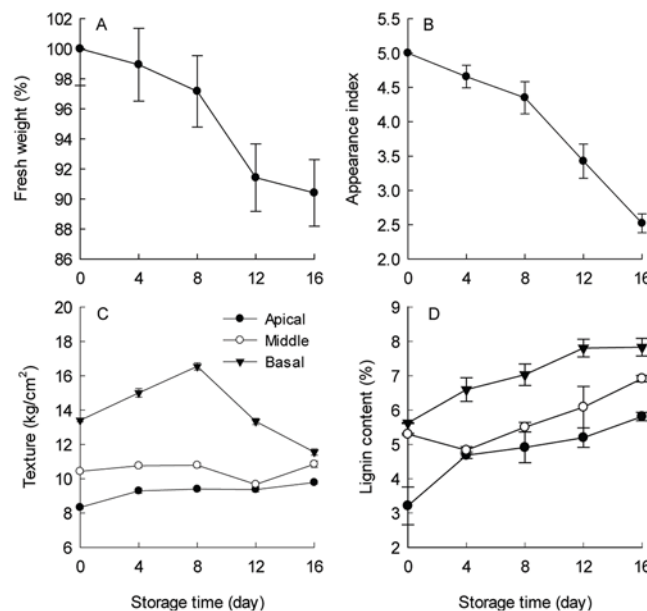 A
Fresh weight (%)
100
98
96
94
92
90
88
86
0 4 8 12 16
B
Appearance index
5.5
5.0
4.5
4.0
3.5
3.0
2.5
2.0
0 4 8 12 16
C
Texture (kg/cm²)
20
18
16
14
12
10
8
6
Apical
Middle
Basal
0 4 8 12 16
Storage time (day)
D
Lignin content (%)
9
8
7
6
5
4
3
2
0 4 8 12 16
Storage time (day)